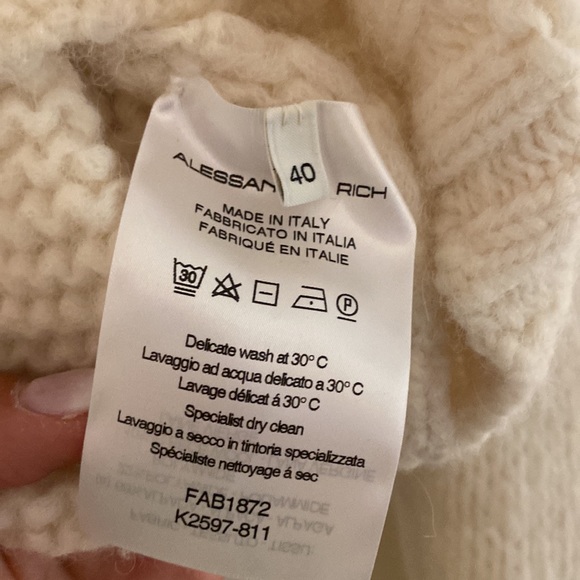 ALESSAN RICH
40
MADE IN ITALY
FABBRICATO IN ITALIA
FABRIQUÉ EN ITALIE
30
P
Delicate wash at 30° C
Lavaggio ad acqua delicato a 30° C
Lavage délicat á 30° C
Specialist dry clean
Lavaggio a secco in tintoria specializzata
Spécialiste nettoyage á sec
FAB1872
K2597-811